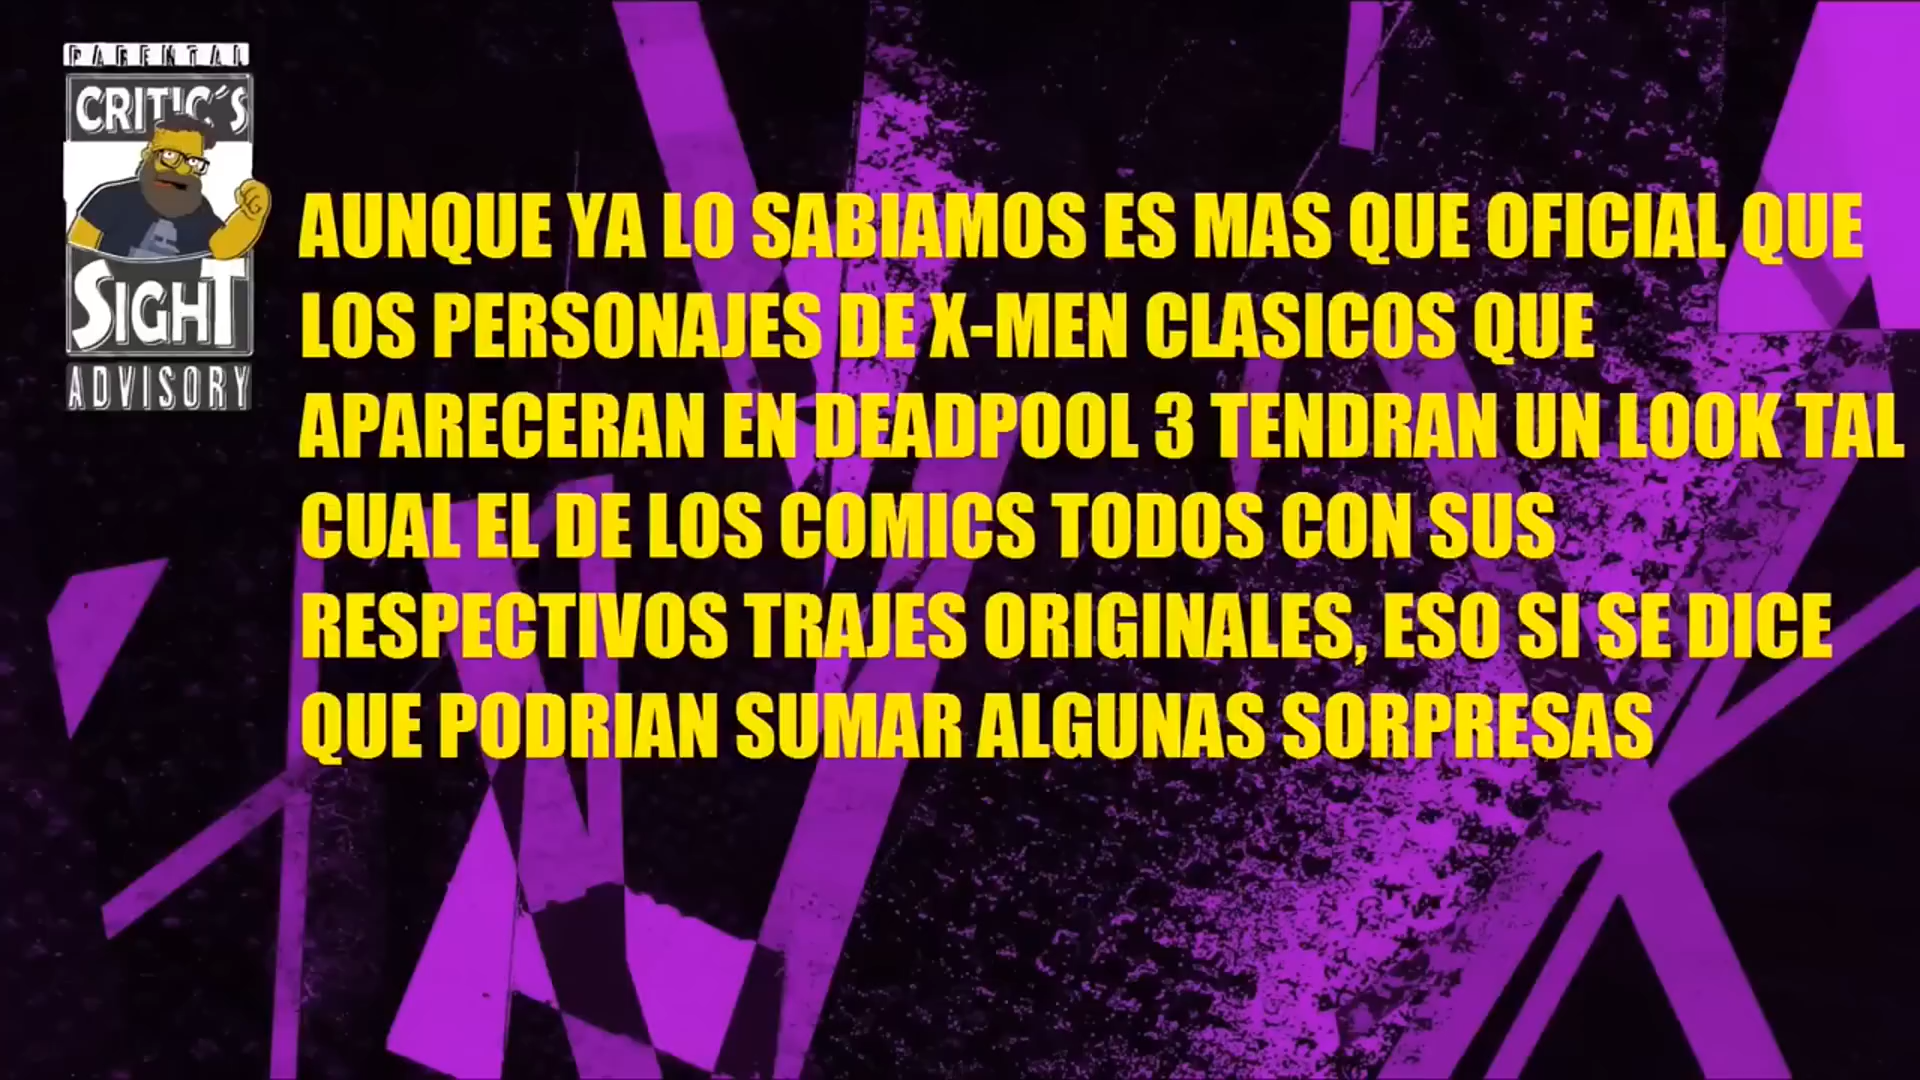 PARENTAL
CRITIC´S
SIGHT
ADVISORY
AUNQUE YA LO SABIAMOS ES MAS QUE OFICIAL QUE
LOS PERSONAJES DE X-MEN CLASICOS QUE
APARECERAN EN DEADPOOL 3 TENDRAN UN LOOK TAL
CUAL EL DE LOS COMICS TODOS CON SUS
RESPECTIVOS TRAJES ORIGINALES, ESO SI SE DICE
QUE PODRIAN SUMAR ALGUNAS SORPRESAS